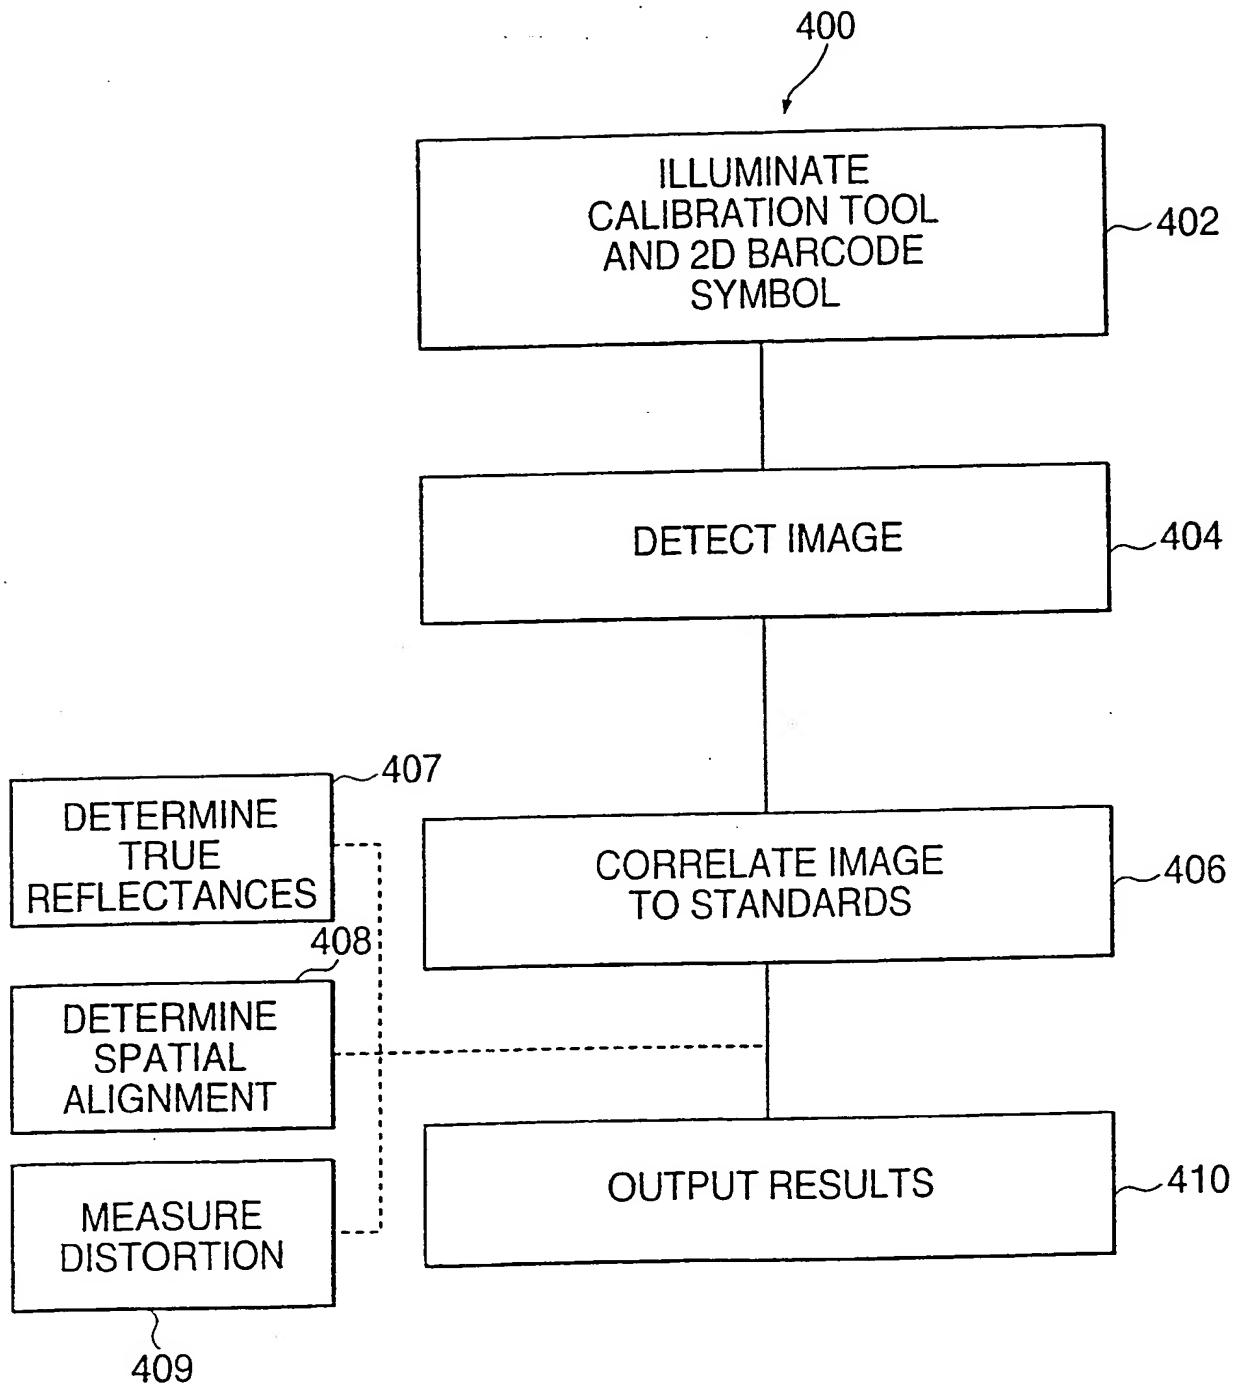 400
ILLUMINATE
CALIBRATION TOOL
AND 2D BARCODE
SYMBOL
402
DETECT IMAGE
404
407
DETERMINE
TRUE
REFLECTANCES
CORRELATE IMAGE
TO STANDARDS
406
408
DETERMINE
SPATIAL
ALIGNMENT
MEASURE
DISTORTION
409
OUTPUT RESULTS
410